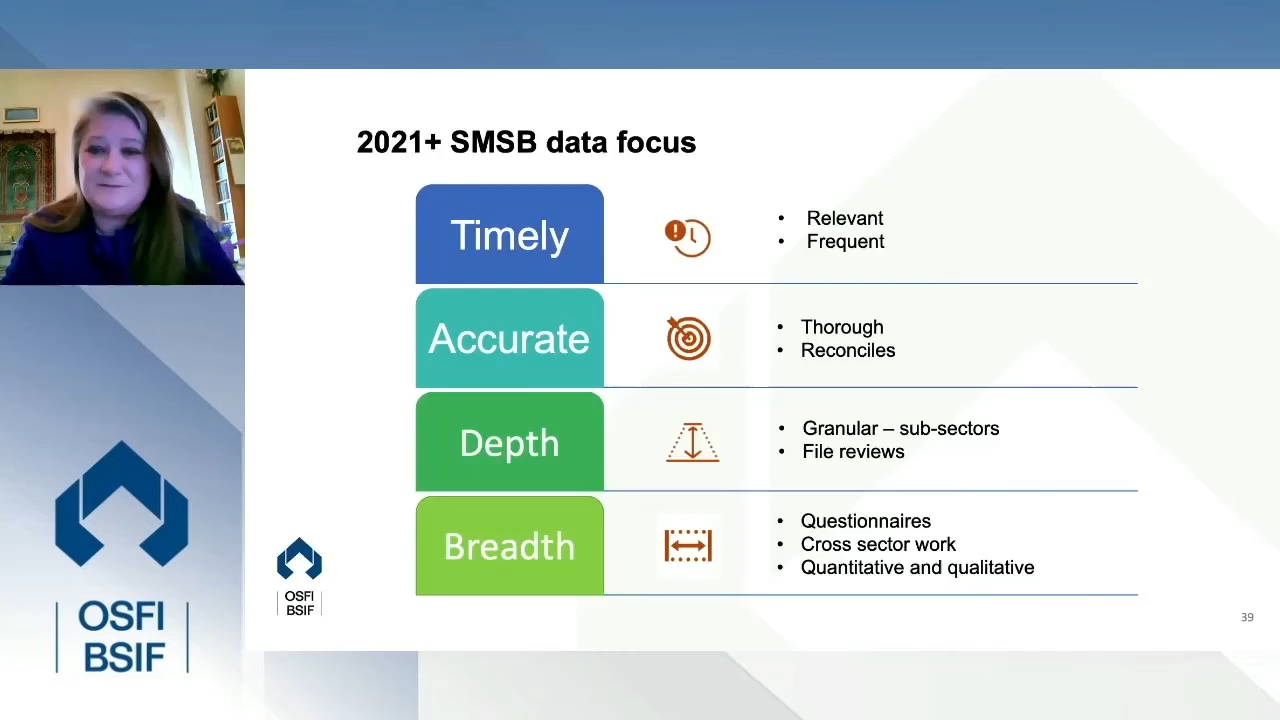 2021+ SMSB data focus
Timely
• Relevant
• Frequent
Accurate
• Thorough
• Reconciles
Depth
• Granular – sub-sectors
• File reviews
Breadth
• Questionnaires
• Cross sector work
• Quantitative and qualitative
OSFI
BSIF
39
OSFI
BSIF